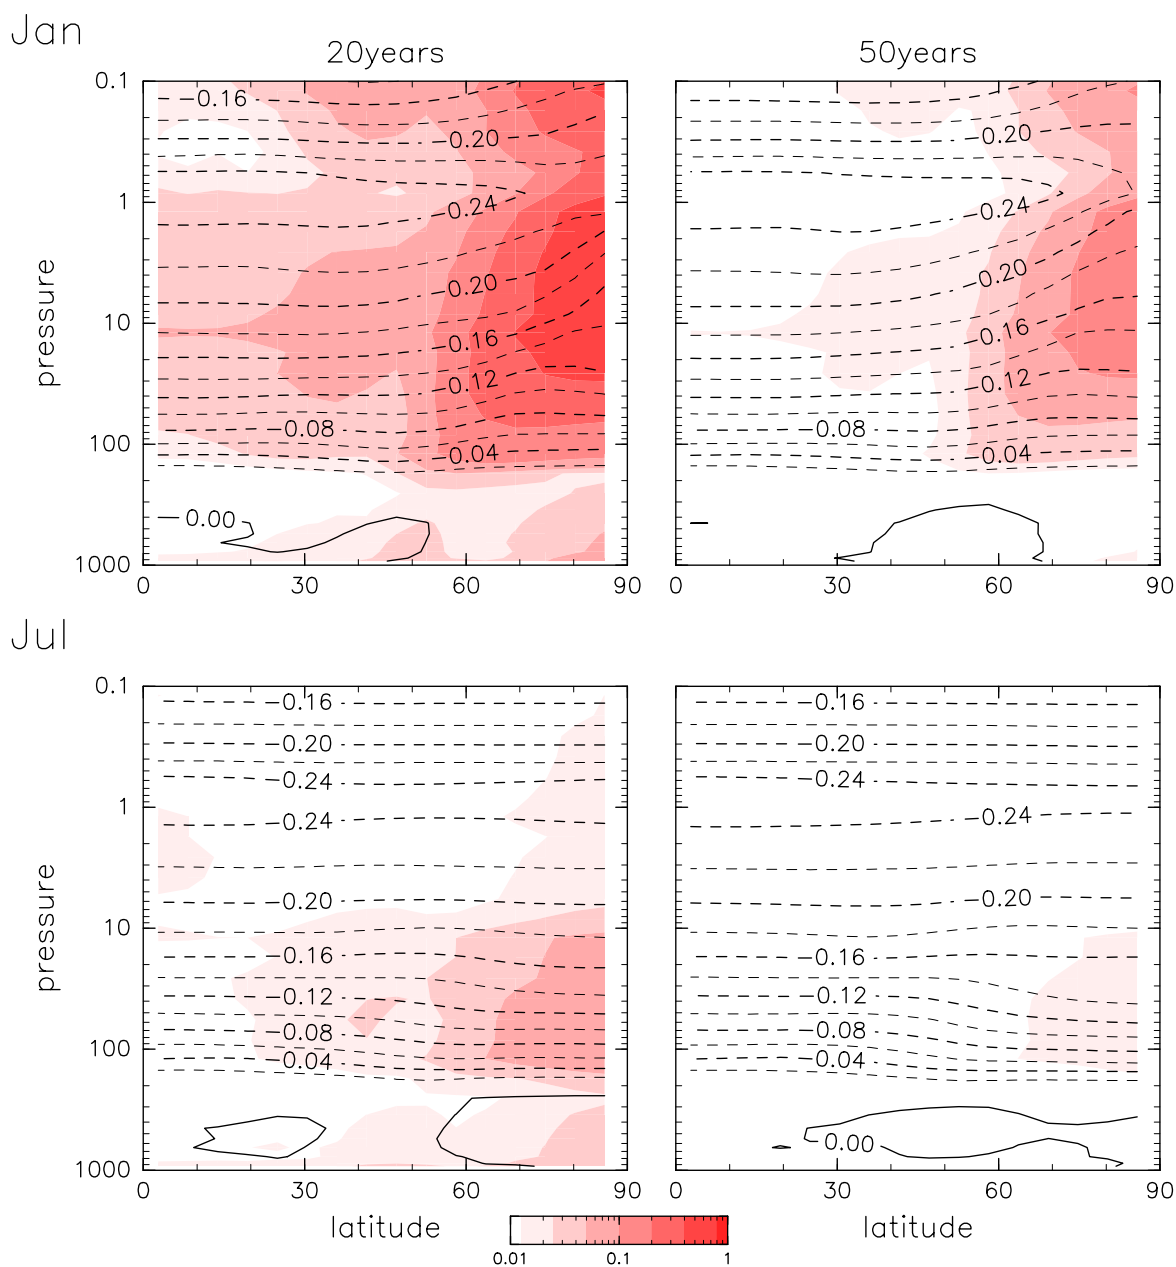 Jan
20years 50years
0.1 −0.16 −0.20 −0.20
1 −0.24 −0.24
pressure −0.20 −0.20
10 −0.16 −0.16
−0.12 −0.12
−0.08 −0.08
100 −0.04 −0.04
0.00
1000
0 30 60 90 0 30 60 90
Jul
0.1 −0.16 −0.16
−0.20 −0.20
−0.24 −0.24
1 −0.24 −0.24
pressure −0.20 −0.20
10 −0.16 −0.16
−0.12 −0.12
−0.08 −0.08
100 −0.04 −0.04
0.00
1000
0 30 60 90 0 30 60 90
latitude latitude
0.01 0.1 1